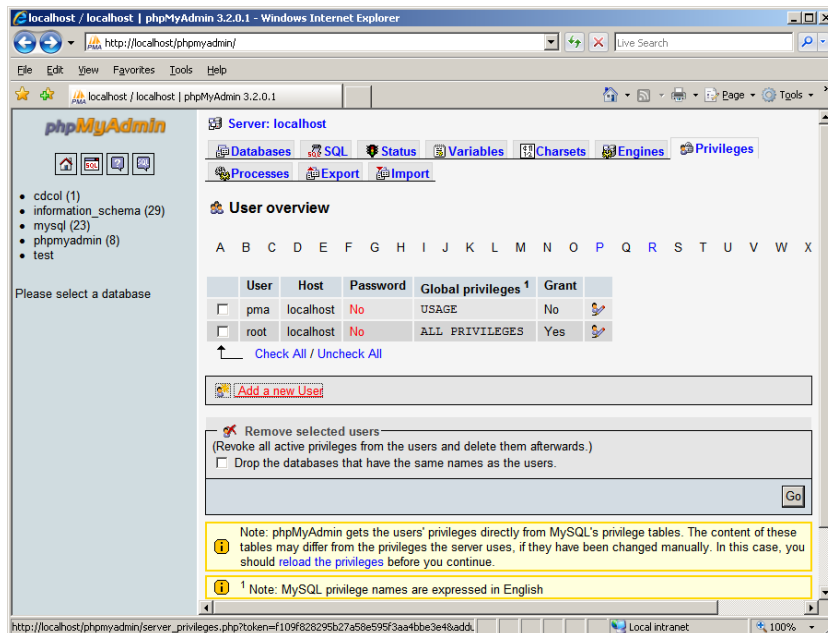 localhost / localhost | phpMyAdmin 3.2.0.1 - Windows Internet Explorer
http://localhost/phpmyadmin/
Live Search
File Edit View Favorites Tools Help
localhost / localhost | phpMyAdmin 3.2.0.1
Page Tools
phpMyAdmin
SQL
cdcol (1)
information_schema (29)
mysql (23)
phpmyadmin (8)
test
Please select a database
Server: localhost
Databases SQL Status Variables Charsets Engines Privileges
Processes Export Import
User overview
A B C D E F G H I J K L M N O P Q R S T U V W X
User Host Password Global privileges 1 Grant
pma localhost No USAGE No
root localhost No ALL PRIVILEGES Yes
Check All / Uncheck All
Add a new User
Remove selected users
(Revoke all active privileges from the users and delete them afterwards.)
Drop the databases that have the same names as the users.
Go
Note: phpMyAdmin gets the users' privileges directly from MySQL's privilege tables. The content of these
tables may differ from the privileges the server uses, if they have been changed manually. In this case, you
should reload the privileges before you continue.
1 Note: MySQL privilege names are expressed in English
Local intranet 100%